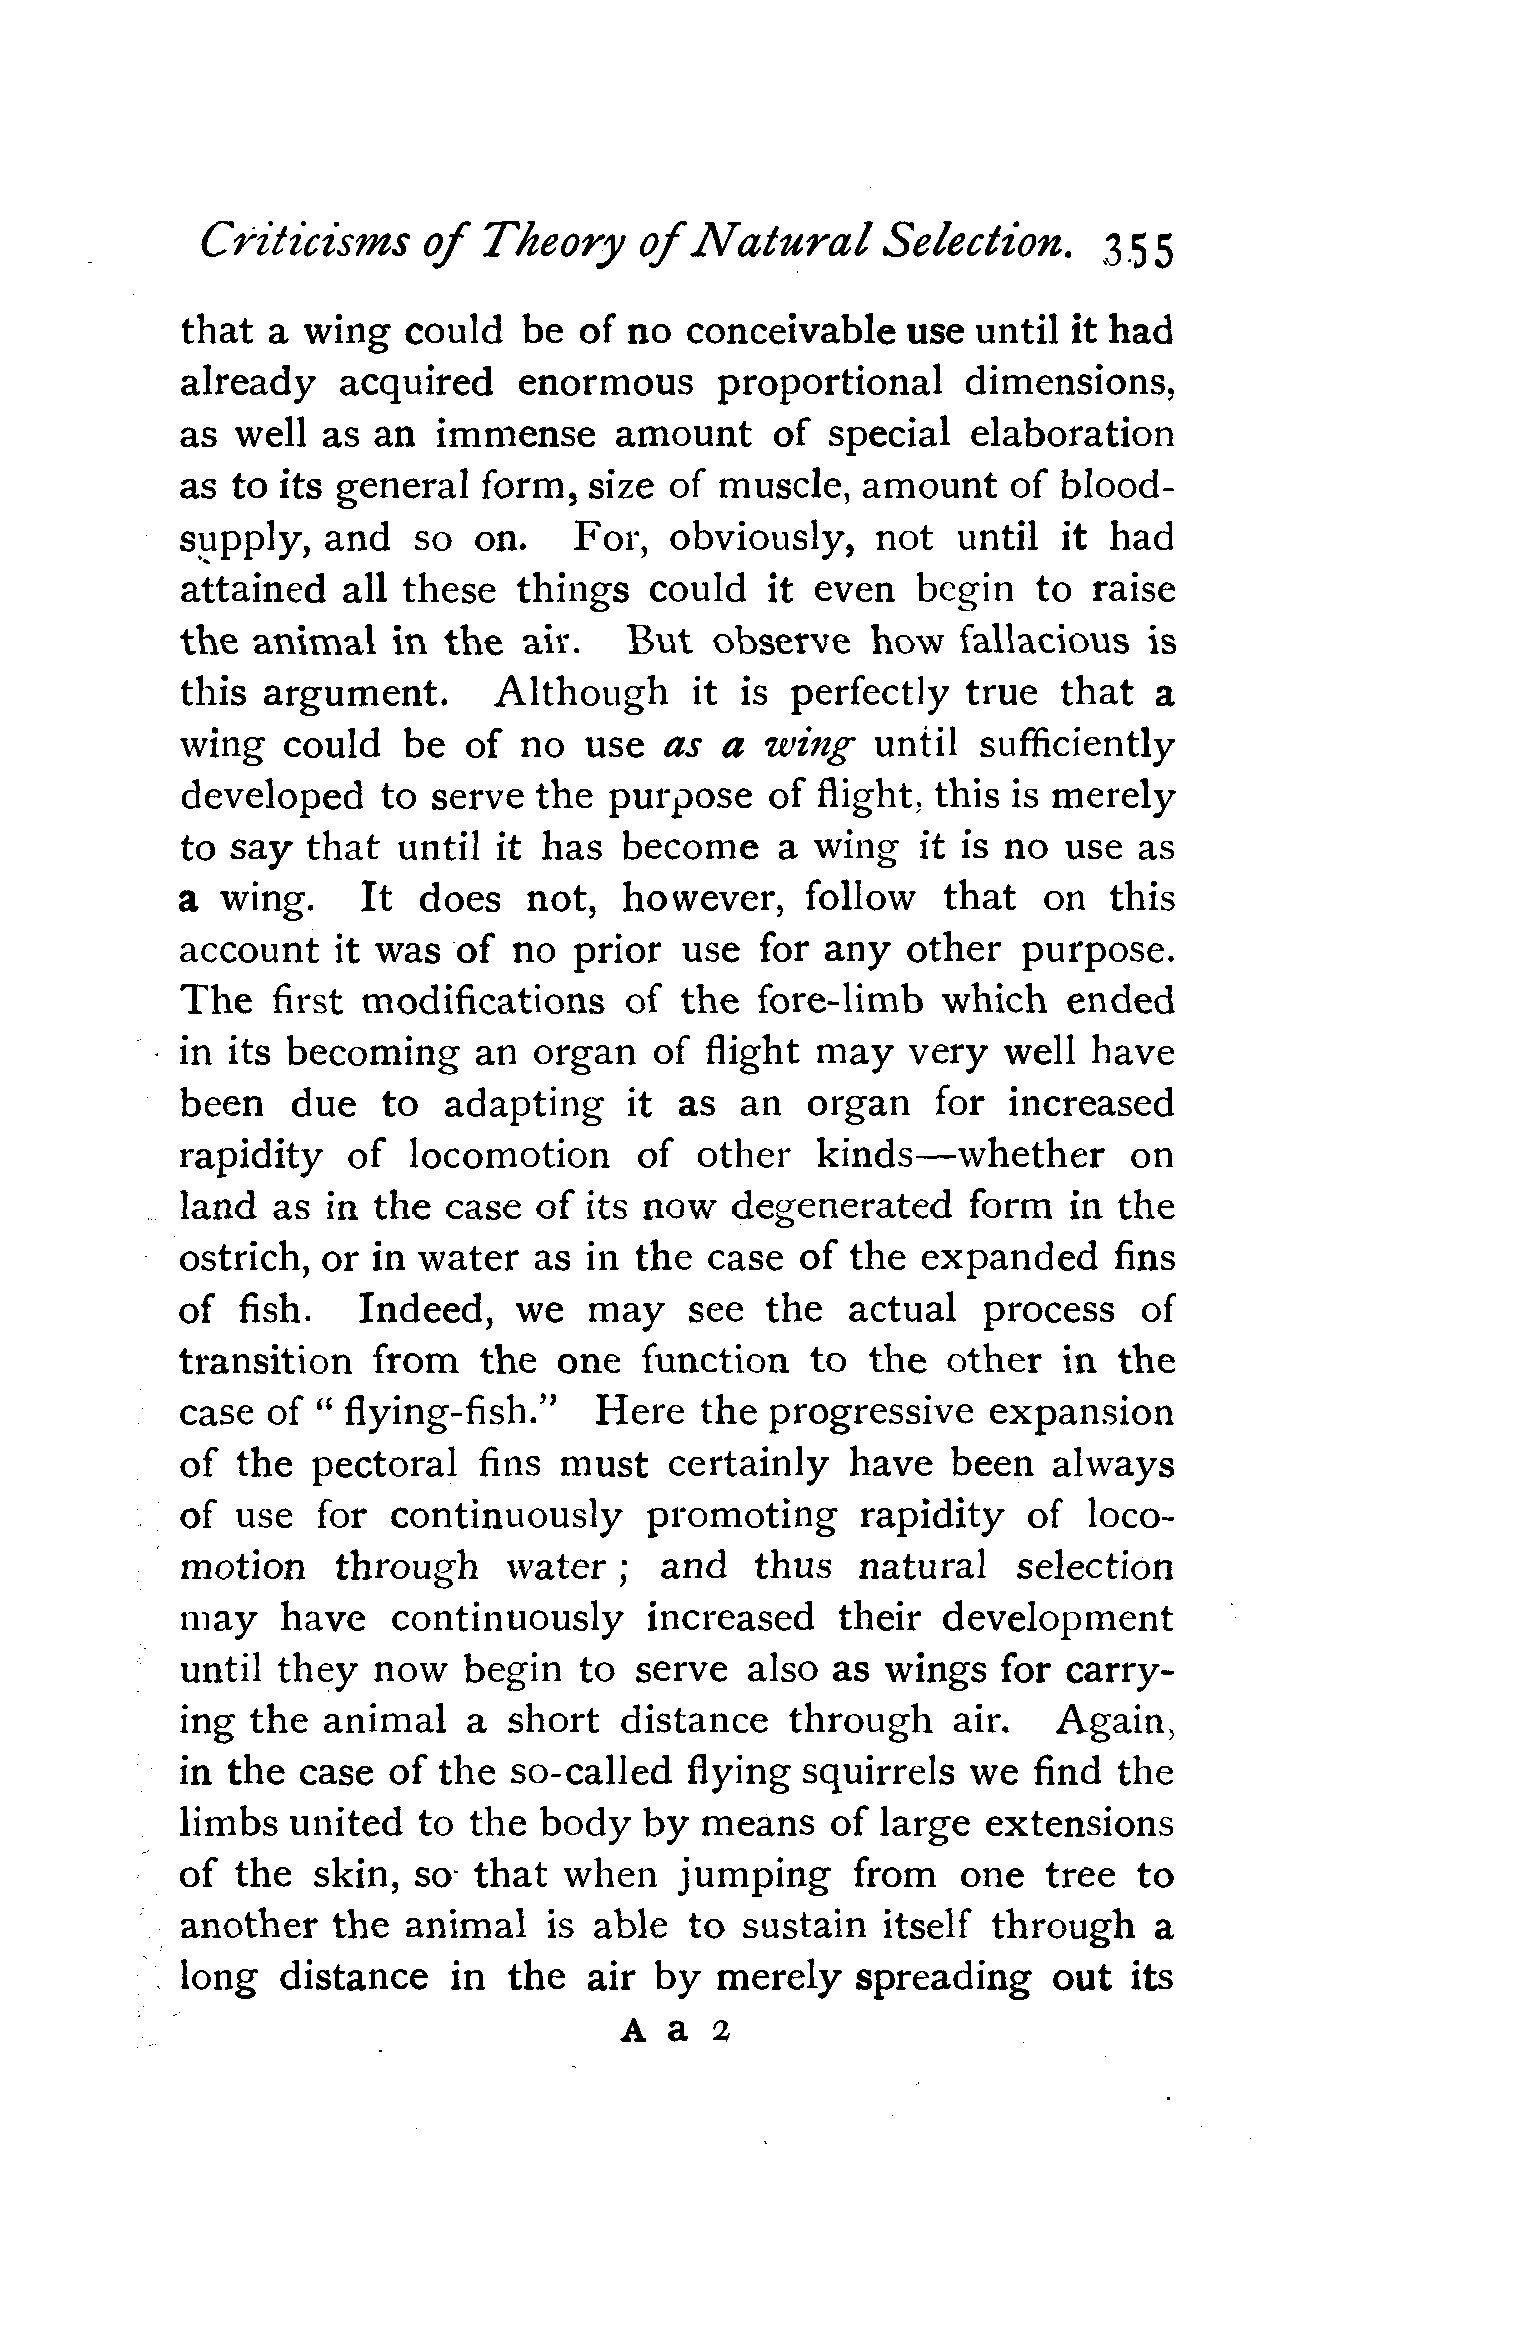 Criticisms of Theory of Natural Selection. 355
that a wing could be of no conceivable use until it had
already acquired enormous proportional dimensions,
as well as an immense amount of special elaboration
as to its general form, size of muscle, amount of blood-
supply, and so on. For, obviously, not until it had
attained all these things could it even begin to raise
the animal in the air. But observe how fallacious is
this argument. Although it is perfectly true that a
wing could be of no use as a wing until sufficiently
developed to serve the purpose of flight, this is merely
to say that until it has become a wing it is no use as
a wing. It does not, however, follow that on this
account it was of no prior use for any other purpose.
The first modifications of the fore-limb which ended
in its becoming an organ of flight may very well have
been due to adapting it as an organ for increased
rapidity of locomotion of other kinds—whether on
land as in the case of its now degenerated form in the
ostrich, or in water as in the case of the expanded fins
of fish. Indeed, we may see the actual process of
transition from the one function to the other in the
case of “ flying-fish.” Here the progressive expansion
of the pectoral fins must certainly have been always
of use for continuously promoting rapidity of loco-
motion through water ; and thus natural selection
may have continuously increased their development
until they now begin to serve also as wings for carry-
ing the animal a short distance through air. Again,
in the case of the so-called flying squirrels we find the
limbs united to the body by means of large extensions
of the skin, so that when jumping from one tree to
another the animal is able to sustain itself through a
long distance in the air by merely spreading out its
A a 2